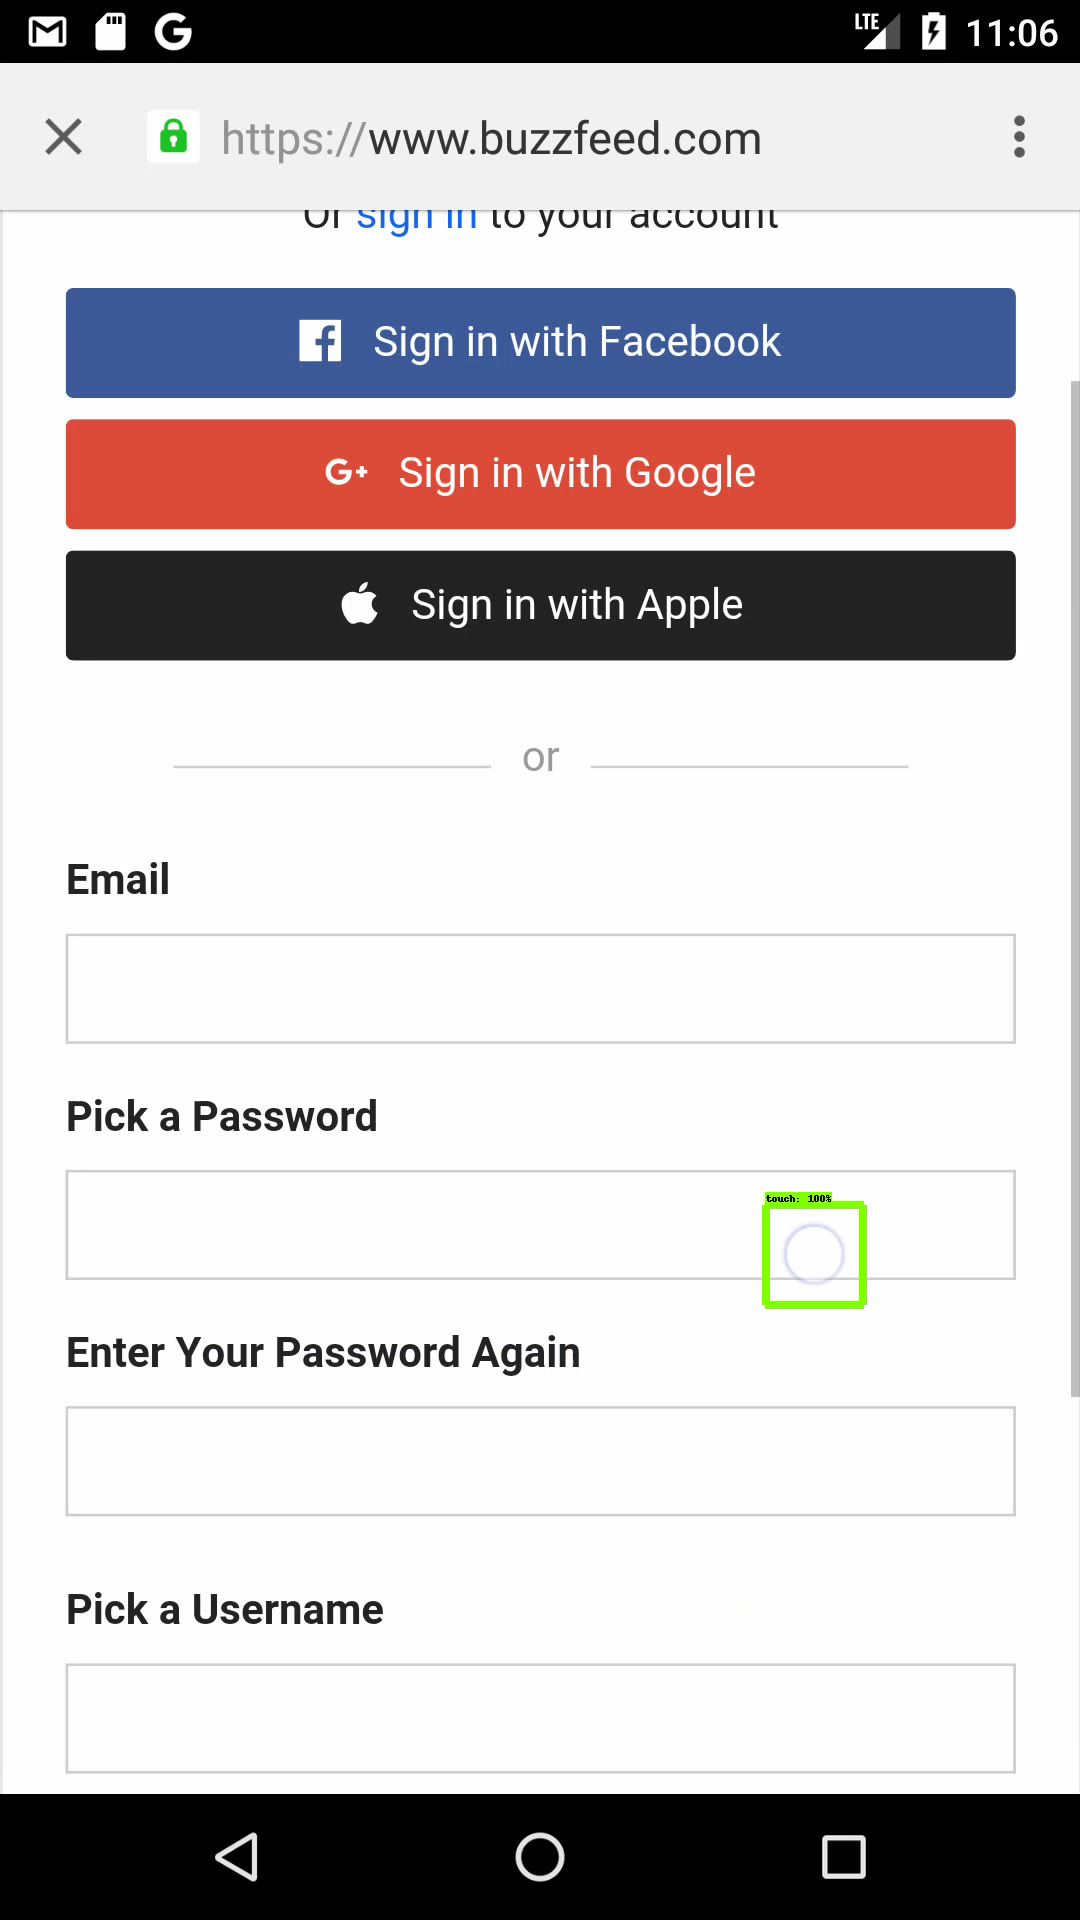 LTE 11:06
https://www.buzzfeed.com
Or sign in to your account
Sign in with Facebook
G+ Sign in with Google
Sign in with Apple
or
Email
Pick a Password
touch: 100%
Enter Your Password Again
Pick a Username